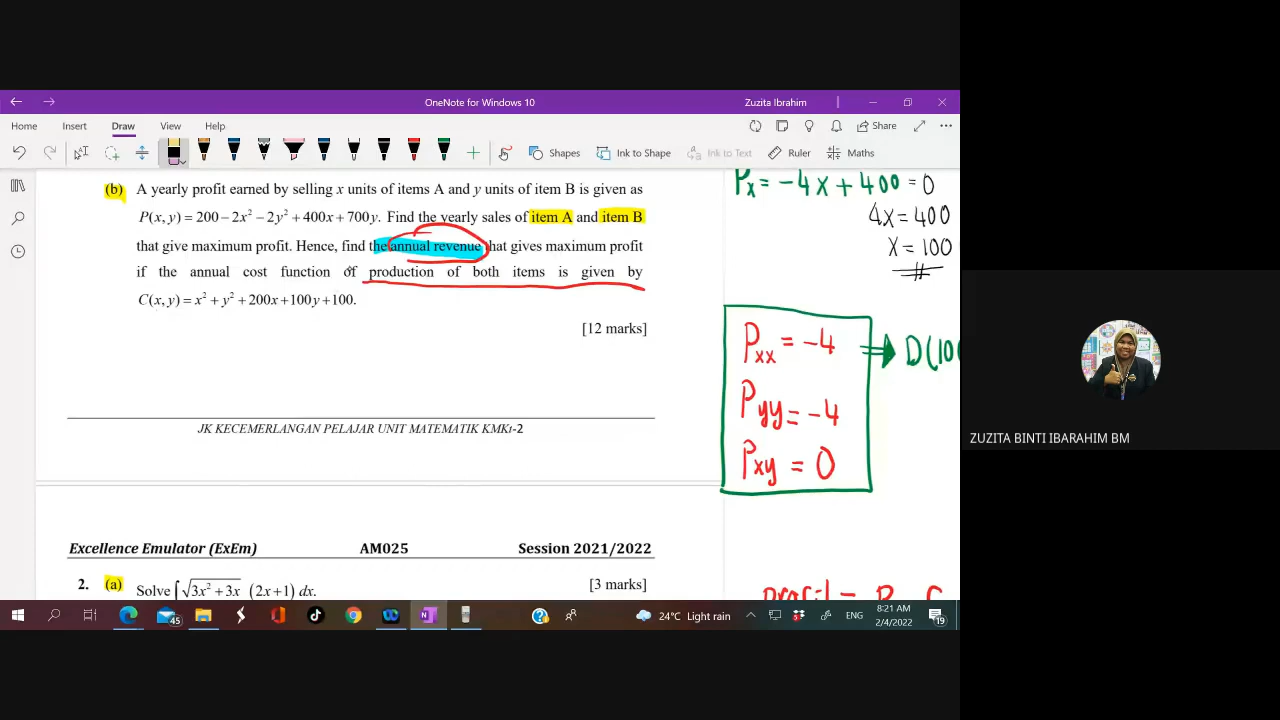 OneNote for Windows 10
Zuzita Ibrahim
Home Insert Draw View Help
Share
Shapes Ink to Shape Ink to Text Ruler Maths
(b) A yearly profit earned by selling x units of items A and y units of item B is given as
P(x, y) = 200 − 2x² − 2y² + 400x + 700y. Find the yearly sales of item A and item B
that give maximum profit. Hence, find the annual revenue that gives maximum profit
if the annual cost function of production of both items is given by
C(x, y) = x² + y² + 200x + 100y + 100.
[12 marks]
JK KECEMERLANGAN PELAJAR UNIT MATEMATIK KMKt-2
Excellence Emulator (ExEm) AM025 Session 2021/2022
2. (a) Solve ∫ √(3x² + 3x) (2x+1) dx. [3 marks]
Px = −4x + 400 = 0
4x = 400
x = 100
Pxx = −4
D(100
Pyy = −4
Pxy = 0
ZUZITA BINTI IBARAHIM BM
45
24°C Light rain
ENG
8:21 AM
2/4/2022
19